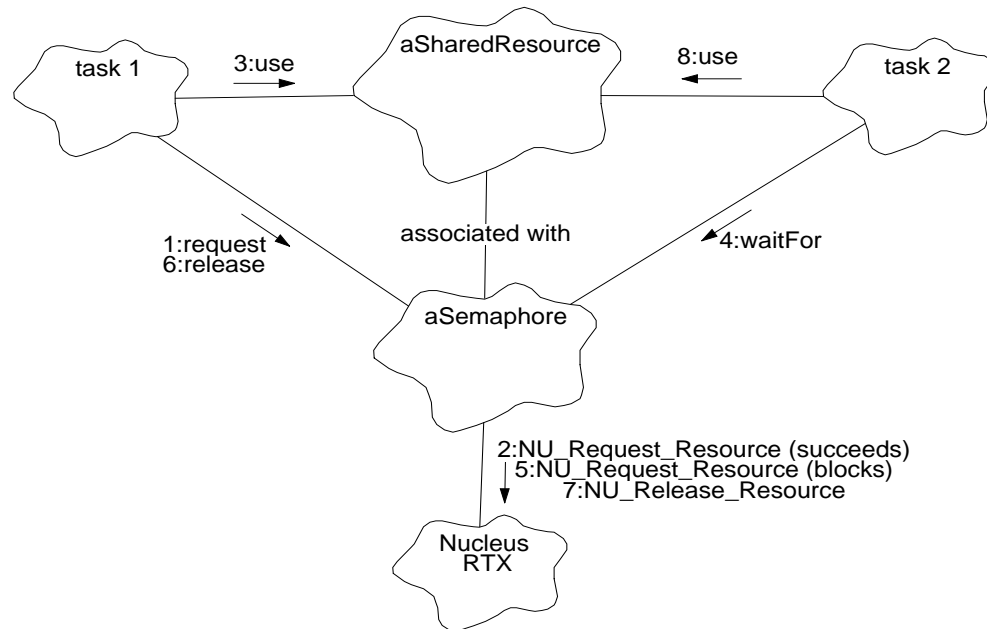 aSharedResource
task 1
3:use
8:use
task 2
associated with
1:request
6:release
4:waitFor
aSemaphore
2:NU_Request_Resource (succeeds)
5:NU_Request_Resource (blocks)
7:NU_Release_Resource
Nucleus
RTX